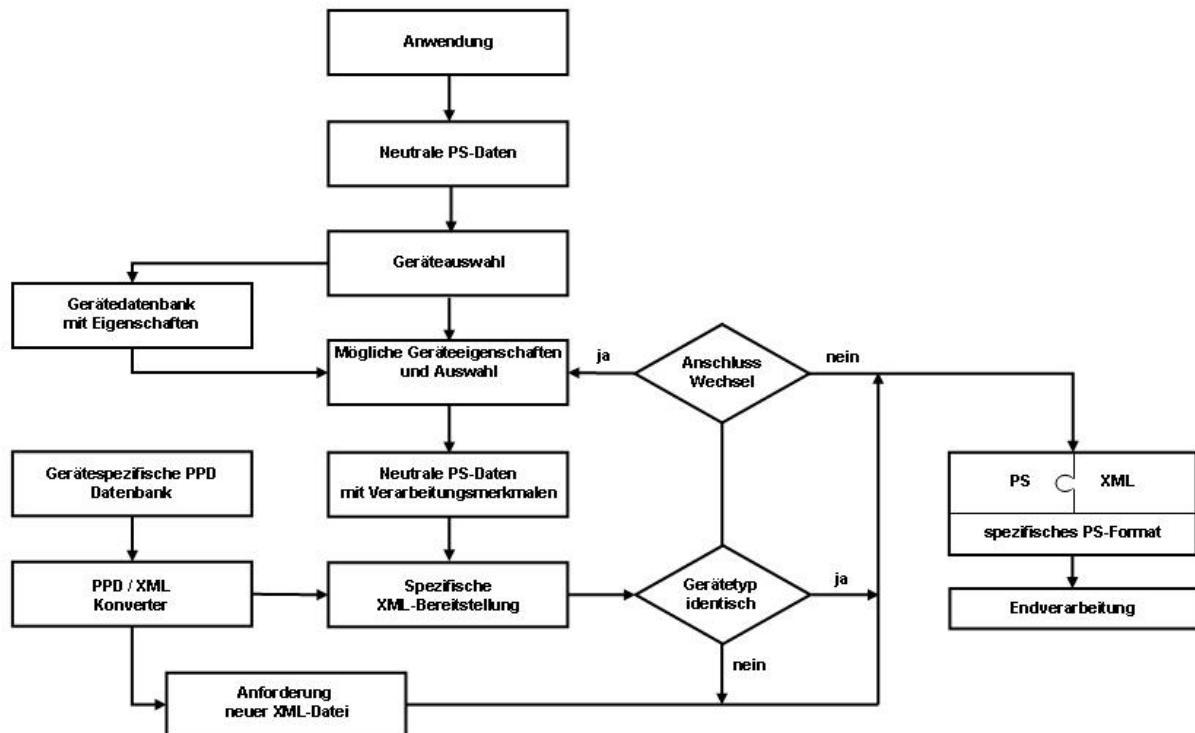 Anwendung
Neutrale PS-Daten
Geräteauswahl
Gerätedatenbank
mit Eigenschaften
Mögliche Geräteeigenschaften
und Auswahl
ja
Anschluss
Wechsel
nein
Gerätespezifische PPD
Datenbank
Neutrale PS-Daten
mit Verarbeitungsmerkmalen
PS
XML
spezifisches PS-Format
PPD / XML
Konverter
Spezifische
XML-Bereitstellung
Gerätetyp
identisch
ja
Endverarbeitung
nein
Anforderung
neuer XML-Datei